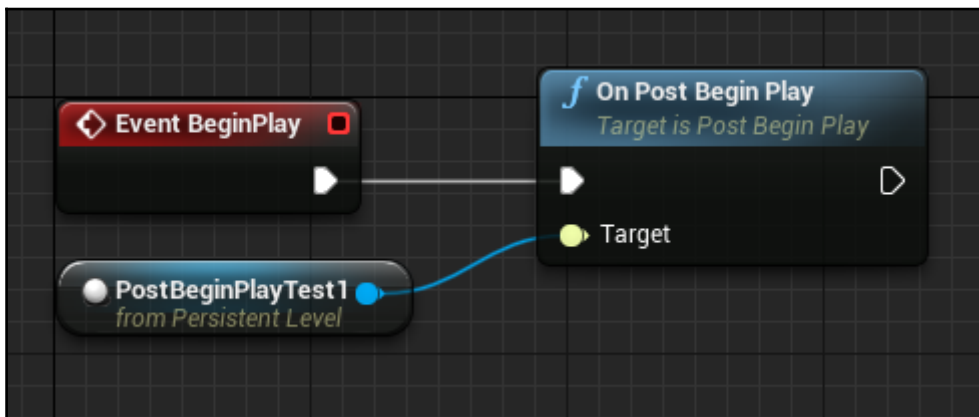 Event BeginPlay
On Post Begin Play
Target is Post Begin Play
Target
PostBeginPlayTest1
from Persistent Level